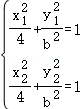 x₁²/4 + y₁²/b² = 1
x₂²/4 + y₂²/b² = 1